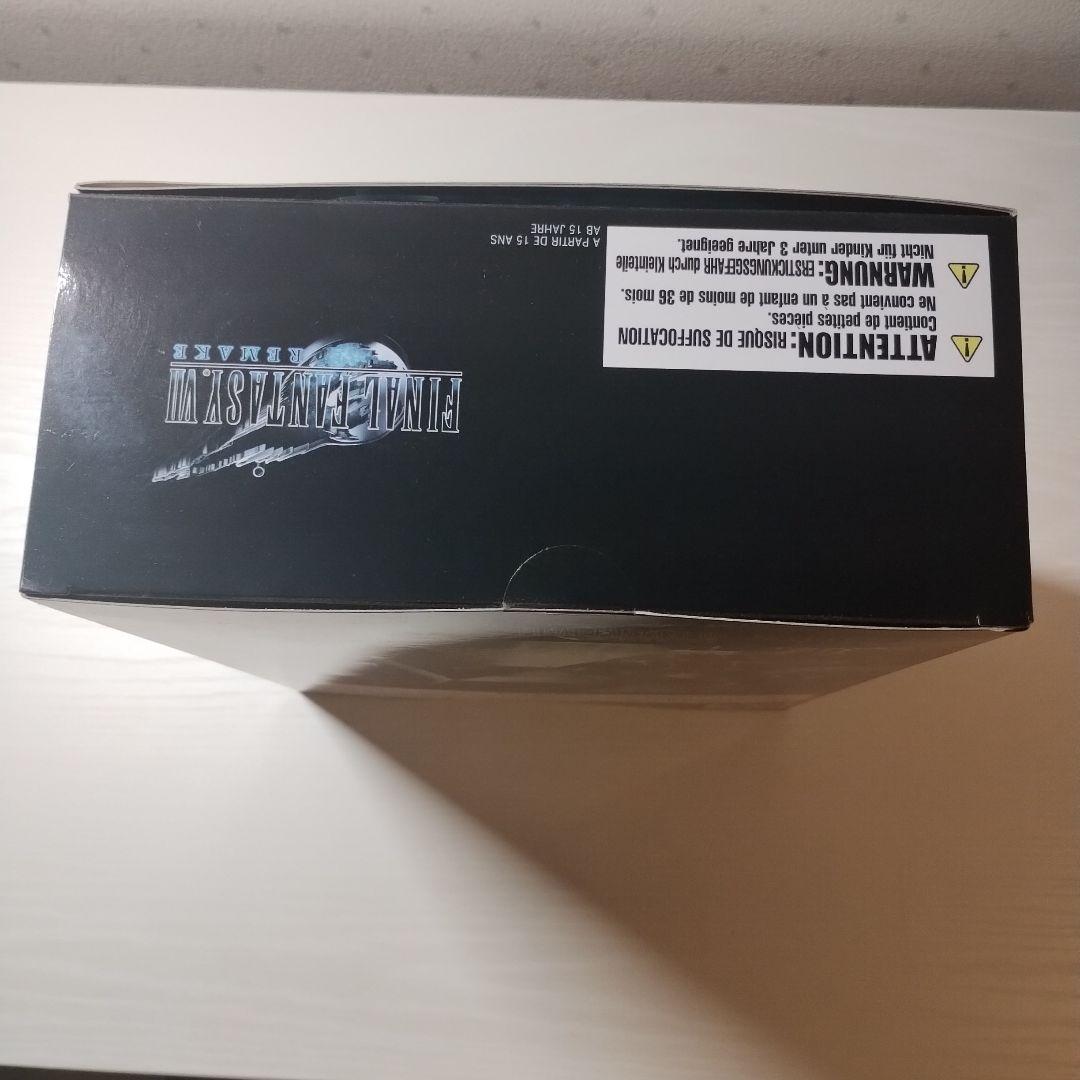 ATTENTION: RISQUE DE SUFFOCATION
Contient de petites pièces.
Ne convient pas à un enfant de moins de 36 mois.
WARNUNG: ERSTICKUNGSGEFAHR durch Kleinteile
Nicht für Kinder unter 3 Jahre geeignet.
A PARTIR DE 15 ANS
AB 15 JAHRE
FINAL FANTASY VII
REMAKE